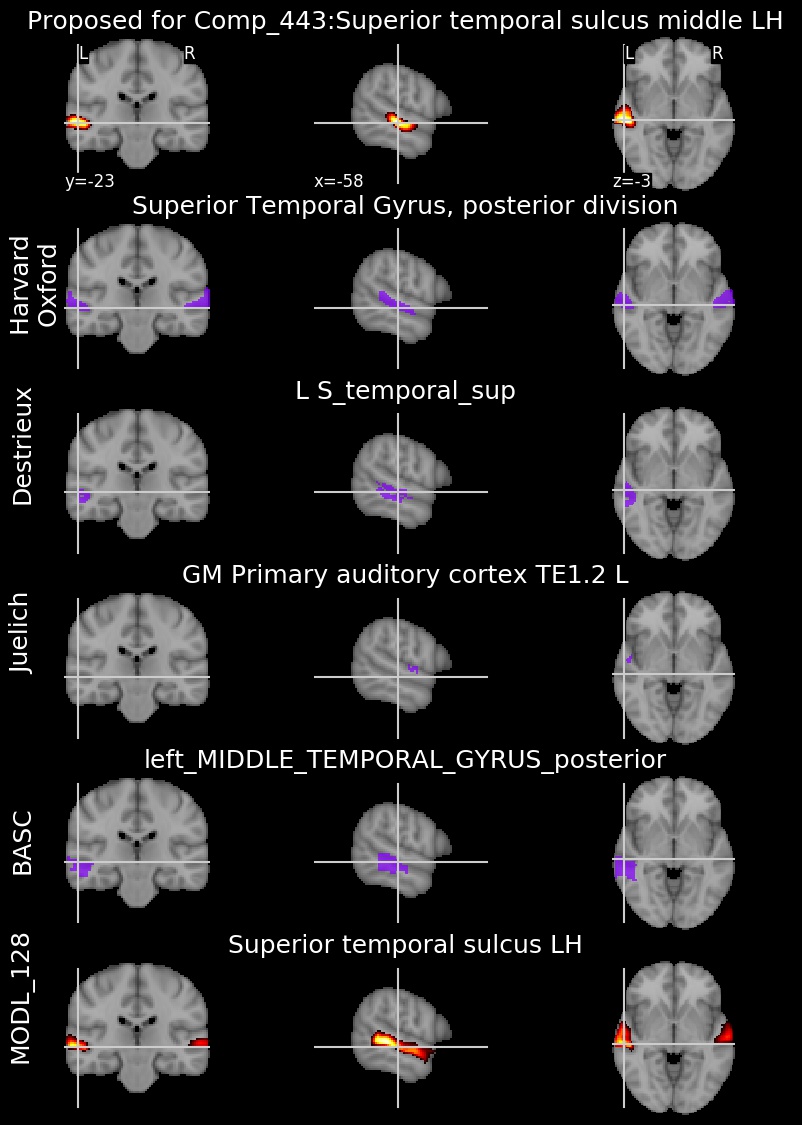 Proposed for Comp_443:Superior temporal sulcus middle LH
L R
L R
y=-23
x=-58
z=-3
Superior Temporal Gyrus, posterior division
Harvard
Oxford
L S_temporal_sup
Destrieux
GM Primary auditory cortex TE1.2 L
Juelich
left_MIDDLE_TEMPORAL_GYRUS_posterior
BASC
Superior temporal sulcus LH
MODL_128